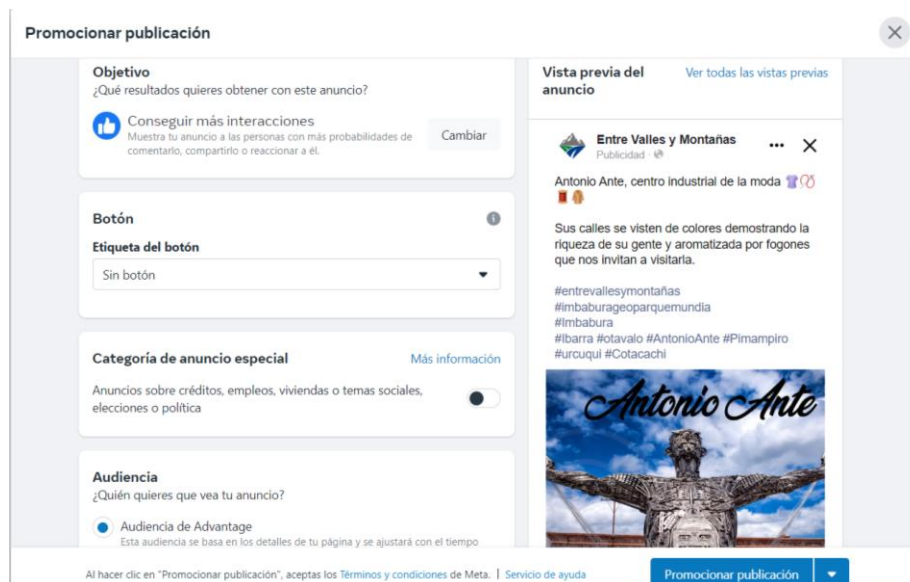 Promocionar publicación
Objetivo
¿Qué resultados quieres obtener con este anuncio?
Conseguir más interacciones
Muestra tu anuncio a las personas con más probabilidades de
comentarlo, compartirlo o reaccionar a él.
Cambiar
Botón
Etiqueta del botón
Sin botón
Categoría de anuncio especial
Más información
Anuncios sobre créditos, empleos, viviendas o temas sociales,
elecciones o política
Audiencia
¿Quién quieres que vea tu anuncio?
Audiencia de Advantage
Esta audiencia se basa en los detalles de tu página y se ajustará con el tiempo
Vista previa del
anuncio
Ver todas las vistas previas
Entre Valles y Montañas
Publicidad ·
Antonio Ante, centro industrial de la moda
Sus calles se visten de colores demostrando la
riqueza de su gente y aromatizada por fogones
que nos invitan a visitarla.
#entrevallesymontañas
#imbaburageoparquemundia
#Imbabura
#Ibarra #otavalo #AntonioAnte #Pimampiro
#urcuqui #Cotacachi
Antonio Ante
Al hacer clic en "Promocionar publicación", aceptas los Términos y condiciones de Meta. | Servicio de ayuda
Promocionar publicación